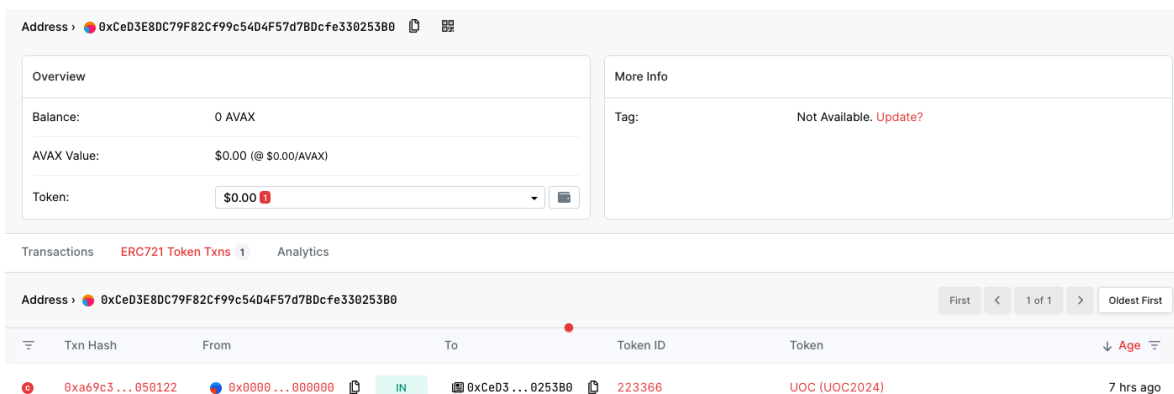 Address › 0xCeD3E8DC79F82Cf99c54D4F57d7BDcfe330253B0
Overview
Balance: 0 AVAX
AVAX Value: $0.00 (@ $0.00/AVAX)
Token: $0.00 1
More Info
Tag: Not Available. Update?
Transactions ERC721 Token Txns 1 Analytics
Address › 0xCeD3E8DC79F82Cf99c54D4F57d7BDcfe330253B0 First 1 of 1 Oldest First
Txn Hash From To Token ID Token ↓ Age
C 0xa69c3...050122 0x0000...000000 IN 0xCeD3...0253B0 223366 UOC (UOC2024) 7 hrs ago